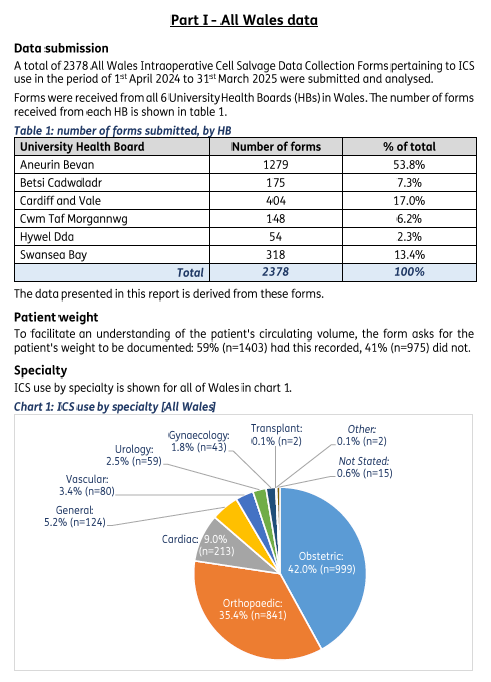 Part I - All Wales data
Data submission
A total of 2378 All Wales Intraoperative Cell Salvage Data Collection Forms pertaining to ICS
use in the period of 1st April 2024 to 31st March 2025 were submitted and analysed.
Forms were received from all 6 University Health Boards (HBs) in Wales. The number of forms
received from each HB is shown in table 1.
Table 1: number of forms submitted, by HB
University Health Board Number of forms % of total
Aneurin Bevan 1279 53.8%
Betsi Cadwaladr 175 7.3%
Cardiff and Vale 404 17.0%
Cwm Taf Morgannwg 148 6.2%
Hywel Dda 54 2.3%
Swansea Bay 318 13.4%
Total 2378 100%
The data presented in this report is derived from these forms.
Patient weight
To facilitate an understanding of the patient's circulating volume, the form asks for the
patient's weight to be documented: 59% (n=1403) had this recorded, 41% (n=975) did not.
Specialty
ICS use by specialty is shown for all of Wales in chart 1.
Chart 1: ICS use by specialty [All Wales]
Transplant:
0.1% (n=2)
Other:
0.1% (n=2)
Gynaecology:
1.8% (n=43)
Urology:
2.5% (n=59)
Not Stated:
0.6% (n=15)
Vascular:
3.4% (n=80)
General:
5.2% (n=124)
Cardiac: 9.0%
(n=213)
Obstetric:
42.0% (n=999)
Orthopaedic:
35.4% (n=841)